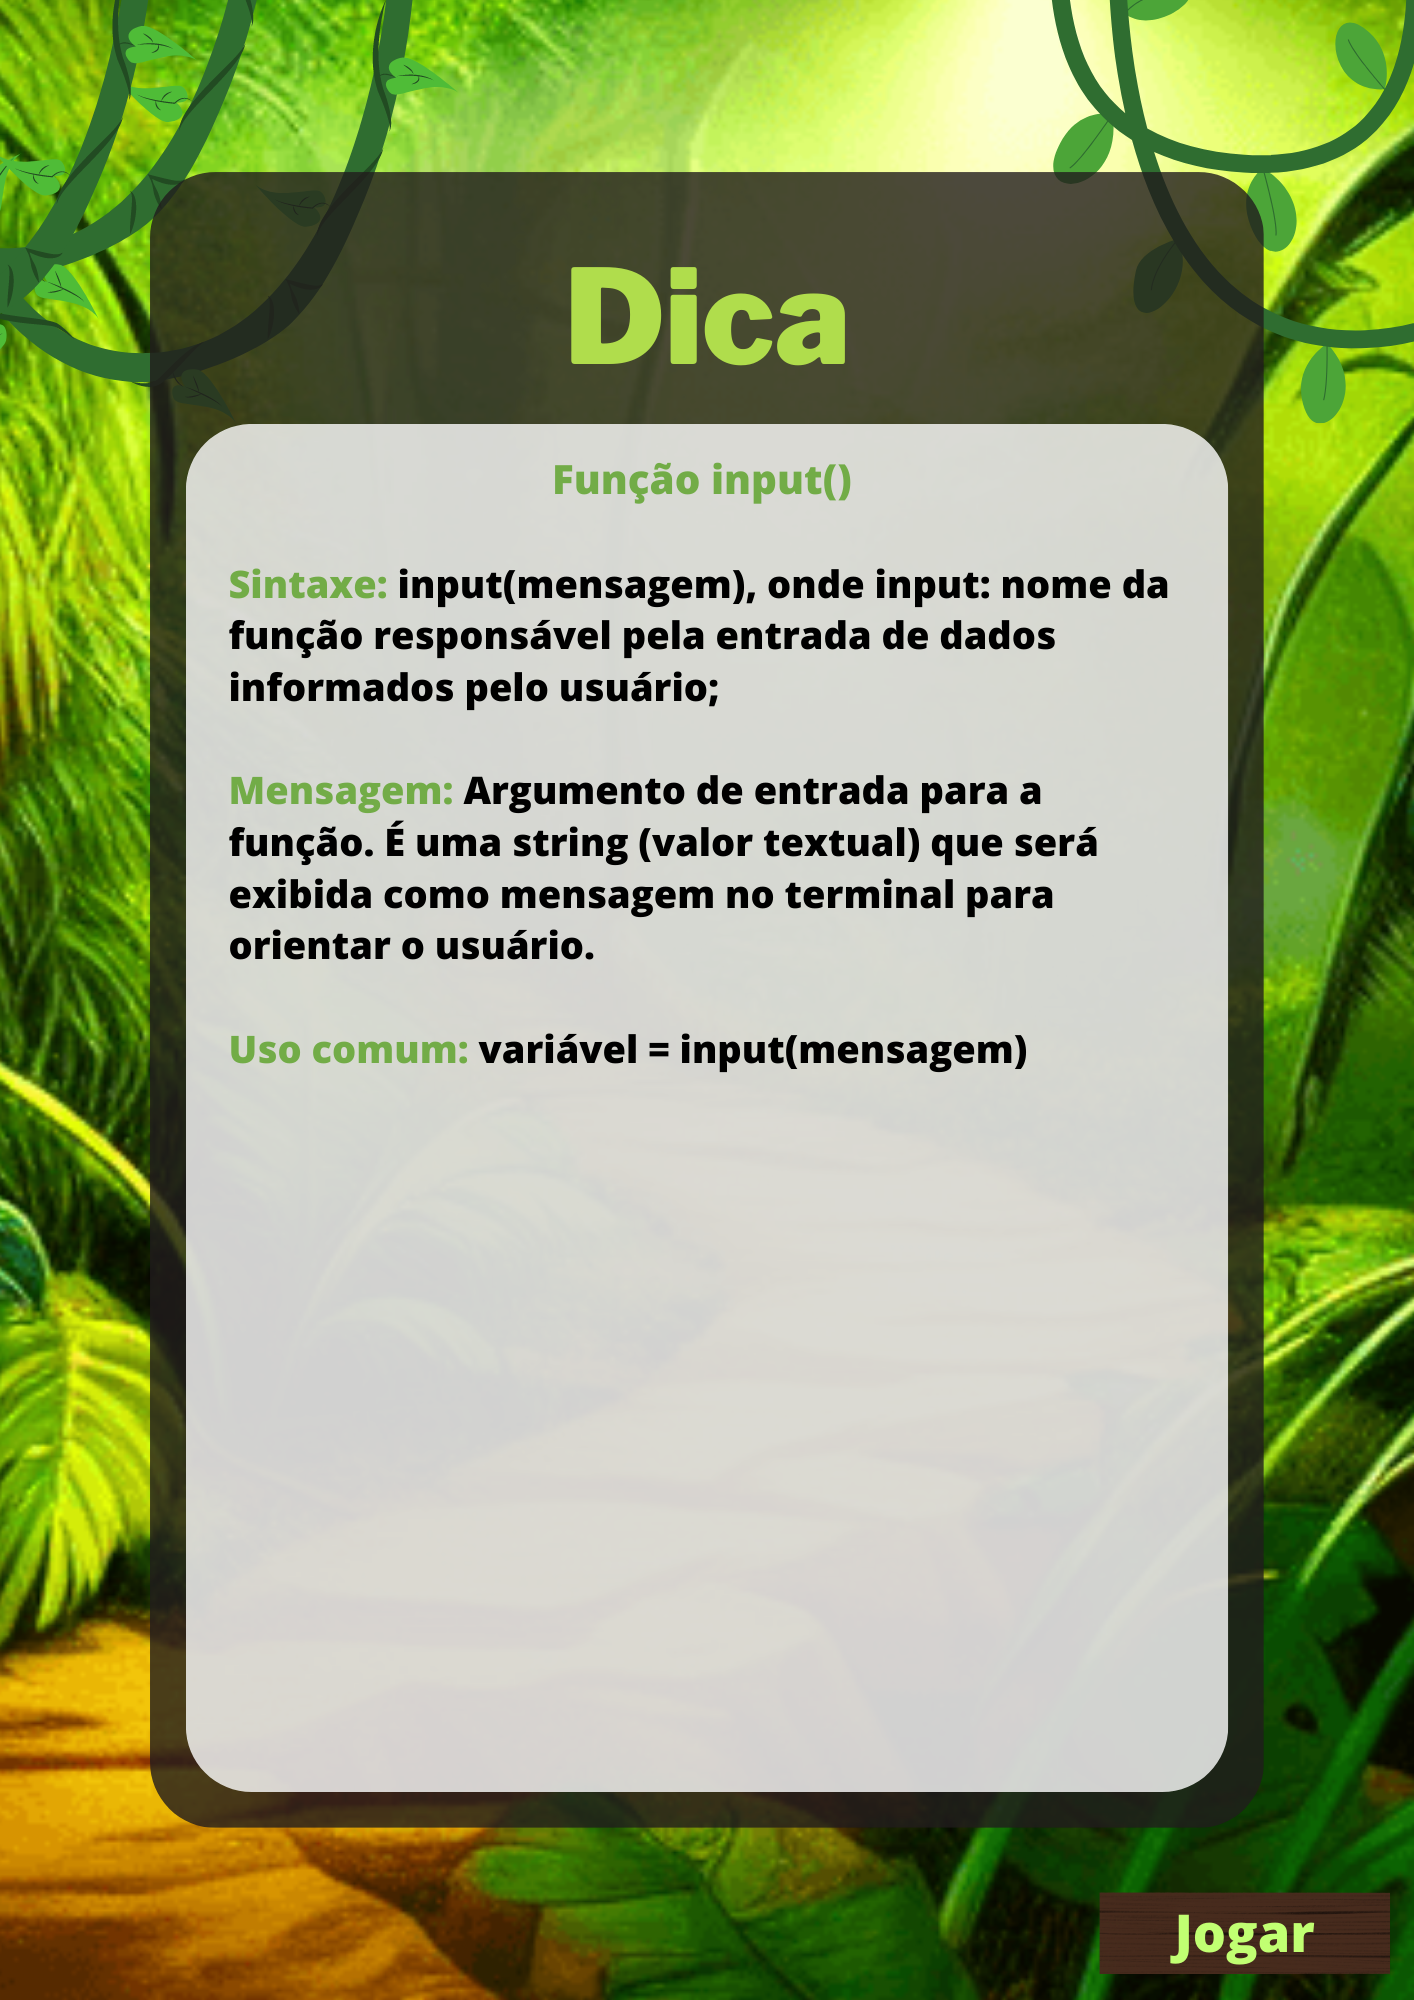 Dica
Função input()
Sintaxe: input(mensagem), onde input: nome da
função responsável pela entrada de dados
informados pelo usuário;
Mensagem: Argumento de entrada para a
função. É uma string (valor textual) que será
exibida como mensagem no terminal para
orientar o usuário.
Uso comum: variável = input(mensagem)
Jogar